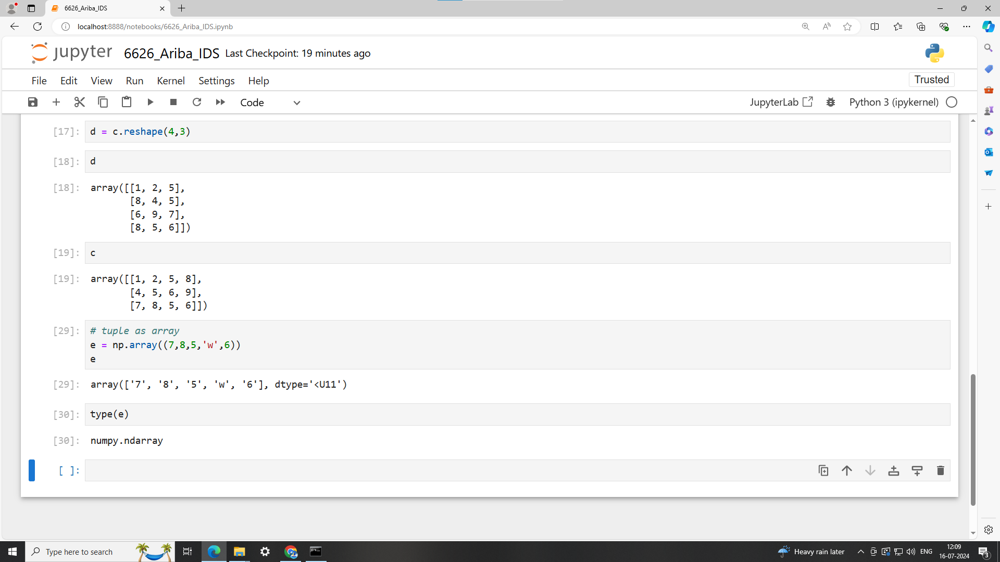 6626_Ariba_IDS
localhost:8888/notebooks/6626_Ariba_IDS.ipynb
jupyter 6626_Ariba_IDS Last Checkpoint: 19 minutes ago
File Edit View Run Kernel Settings Help Trusted
Code JupyterLab Python 3 (ipykernel)
[17]: d = c.reshape(4,3)
[18]: d
[18]: array([[1, 2, 5],
[8, 4, 5],
[6, 9, 7],
[8, 5, 6]])
[19]: c
[19]: array([[1, 2, 5, 8],
[4, 5, 6, 9],
[7, 8, 5, 6]])
[29]: # tuple as array
e = np.array((7,8,5,'w',6))
e
[29]: array(['7', '8', '5', 'w', '6'], dtype='<U11')
[30]: type(e)
[30]: numpy.ndarray
[ ]:
Type here to search
Heavy rain later
ENG
12:09
16-07-2024
3